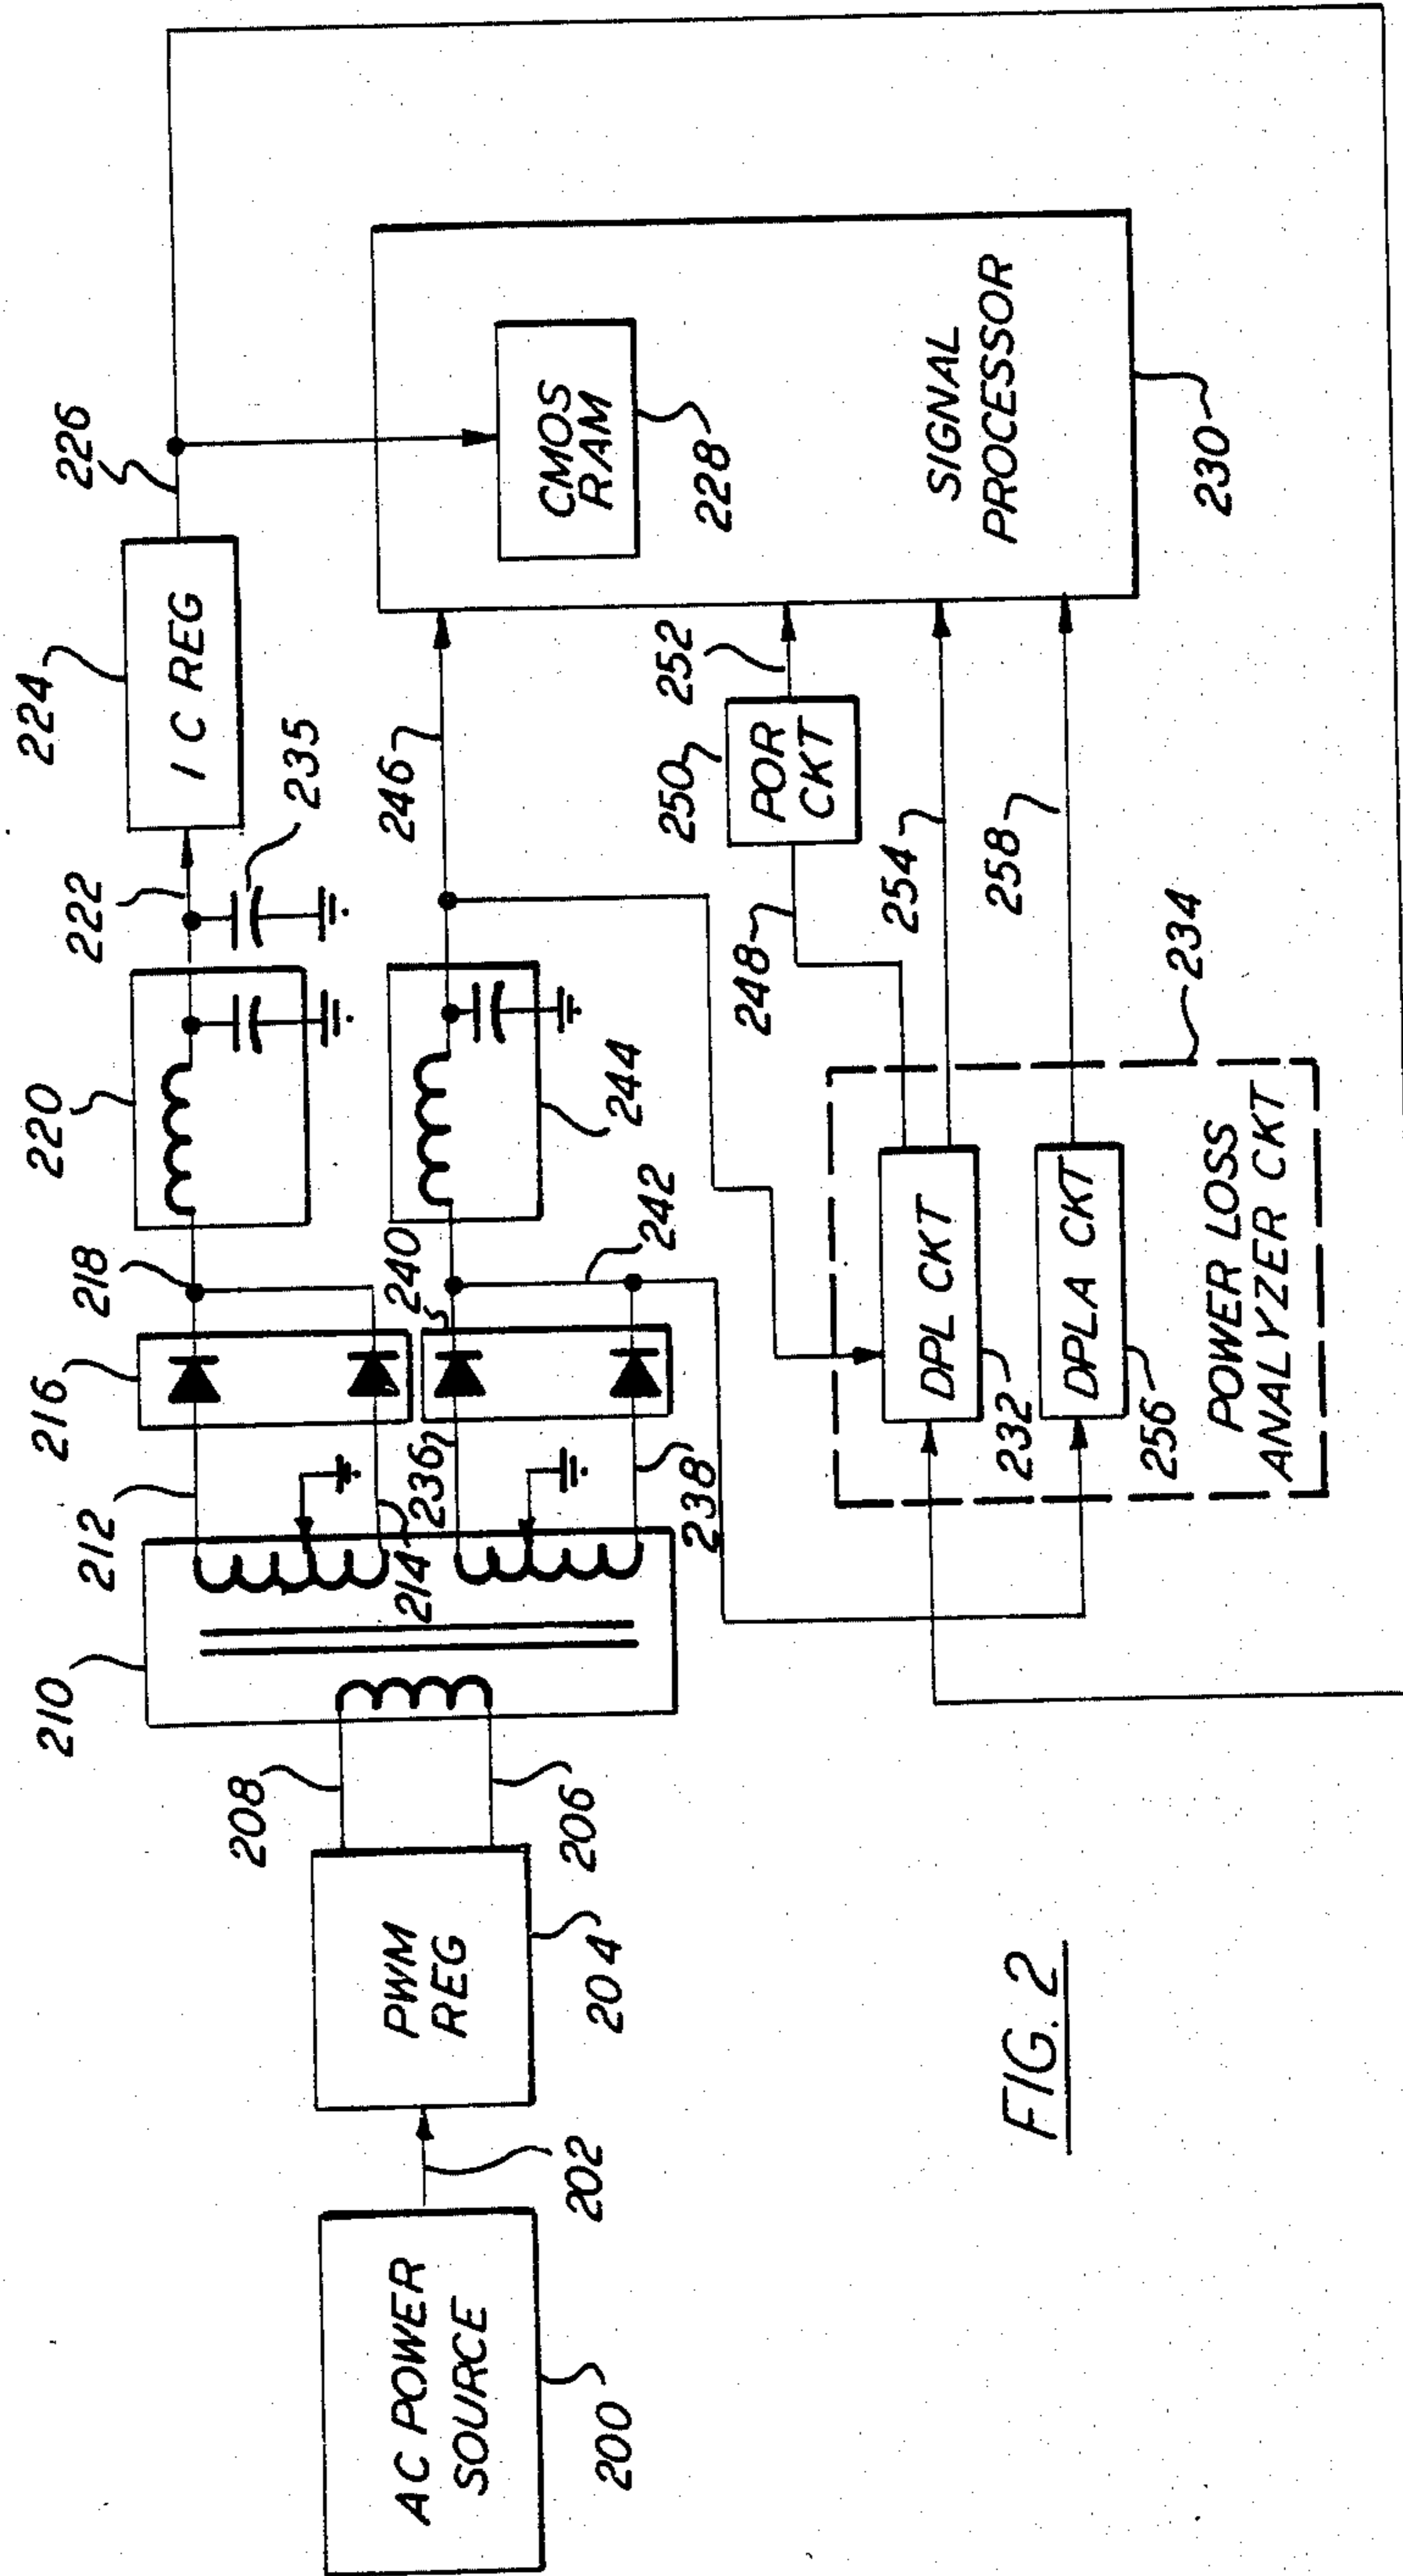 224
226
I C REG
222
235
220
218
216
212
210
214
208
PWM
REG
204
206
AC POWER
SOURCE
200
202
236
238
240
242
244
246
CMOS
RAM
228
SIGNAL
PROCESSOR
230
250
252
POR
CKT
248
254
258
234
DPL CKT
232
DPLA CKT
256
POWER LOSS
ANALYZER CKT
FIG. 2